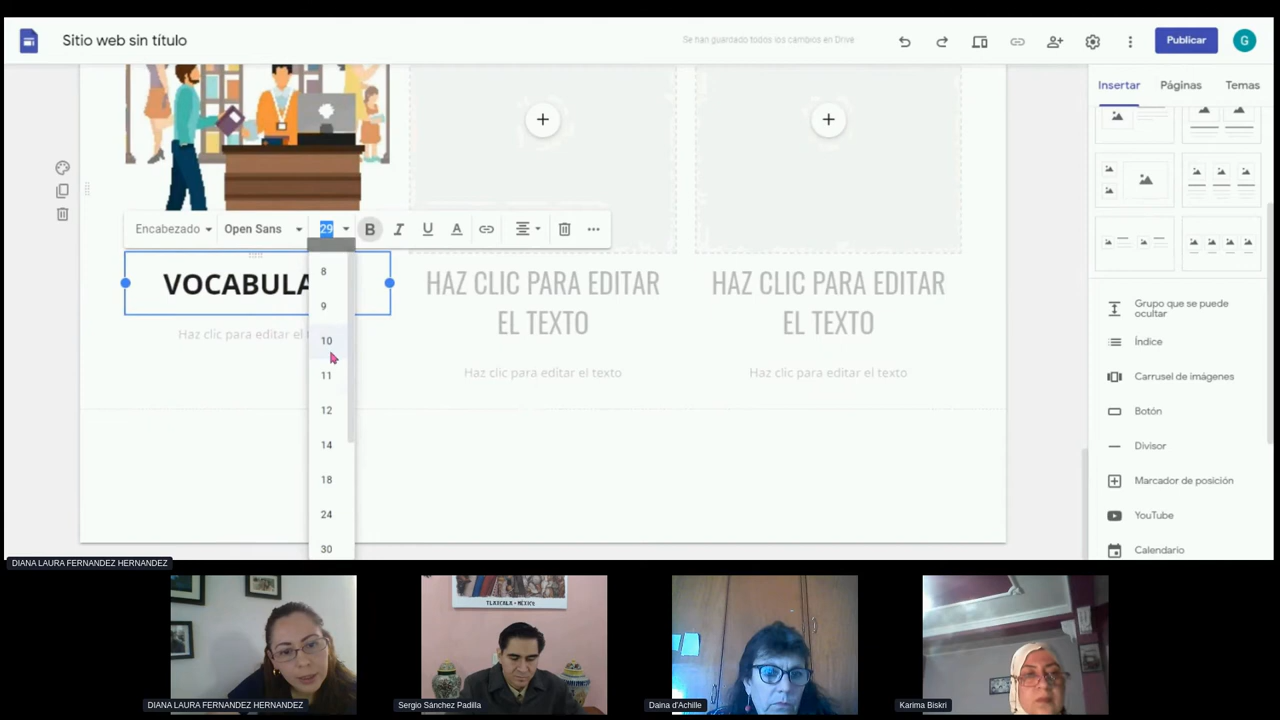 Sitio web sin título
Se han guardado todos los cambios en Drive
Publicar
G
Insertar
Páginas
Temas
Encabezado
Open Sans
29
B
I
U
A
8
9
10
11
12
14
18
24
30
VOCABULA
Haz clic para editar el t
HAZ CLIC PARA EDITAR
EL TEXTO
Haz clic para editar el texto
HAZ CLIC PARA EDITAR
EL TEXTO
Haz clic para editar el texto
Grupo que se puede
ocultar
Índice
Carrusel de imágenes
Botón
Divisor
Marcador de posición
YouTube
Calendario
DIANA LAURA FERNANDEZ HERNANDEZ
TLAXCALA • MÉXICO
DIANA LAURA FERNANDEZ HERNANDEZ
Sergio Sánchez Padilla
Daina d'Achille
Karima Biskri